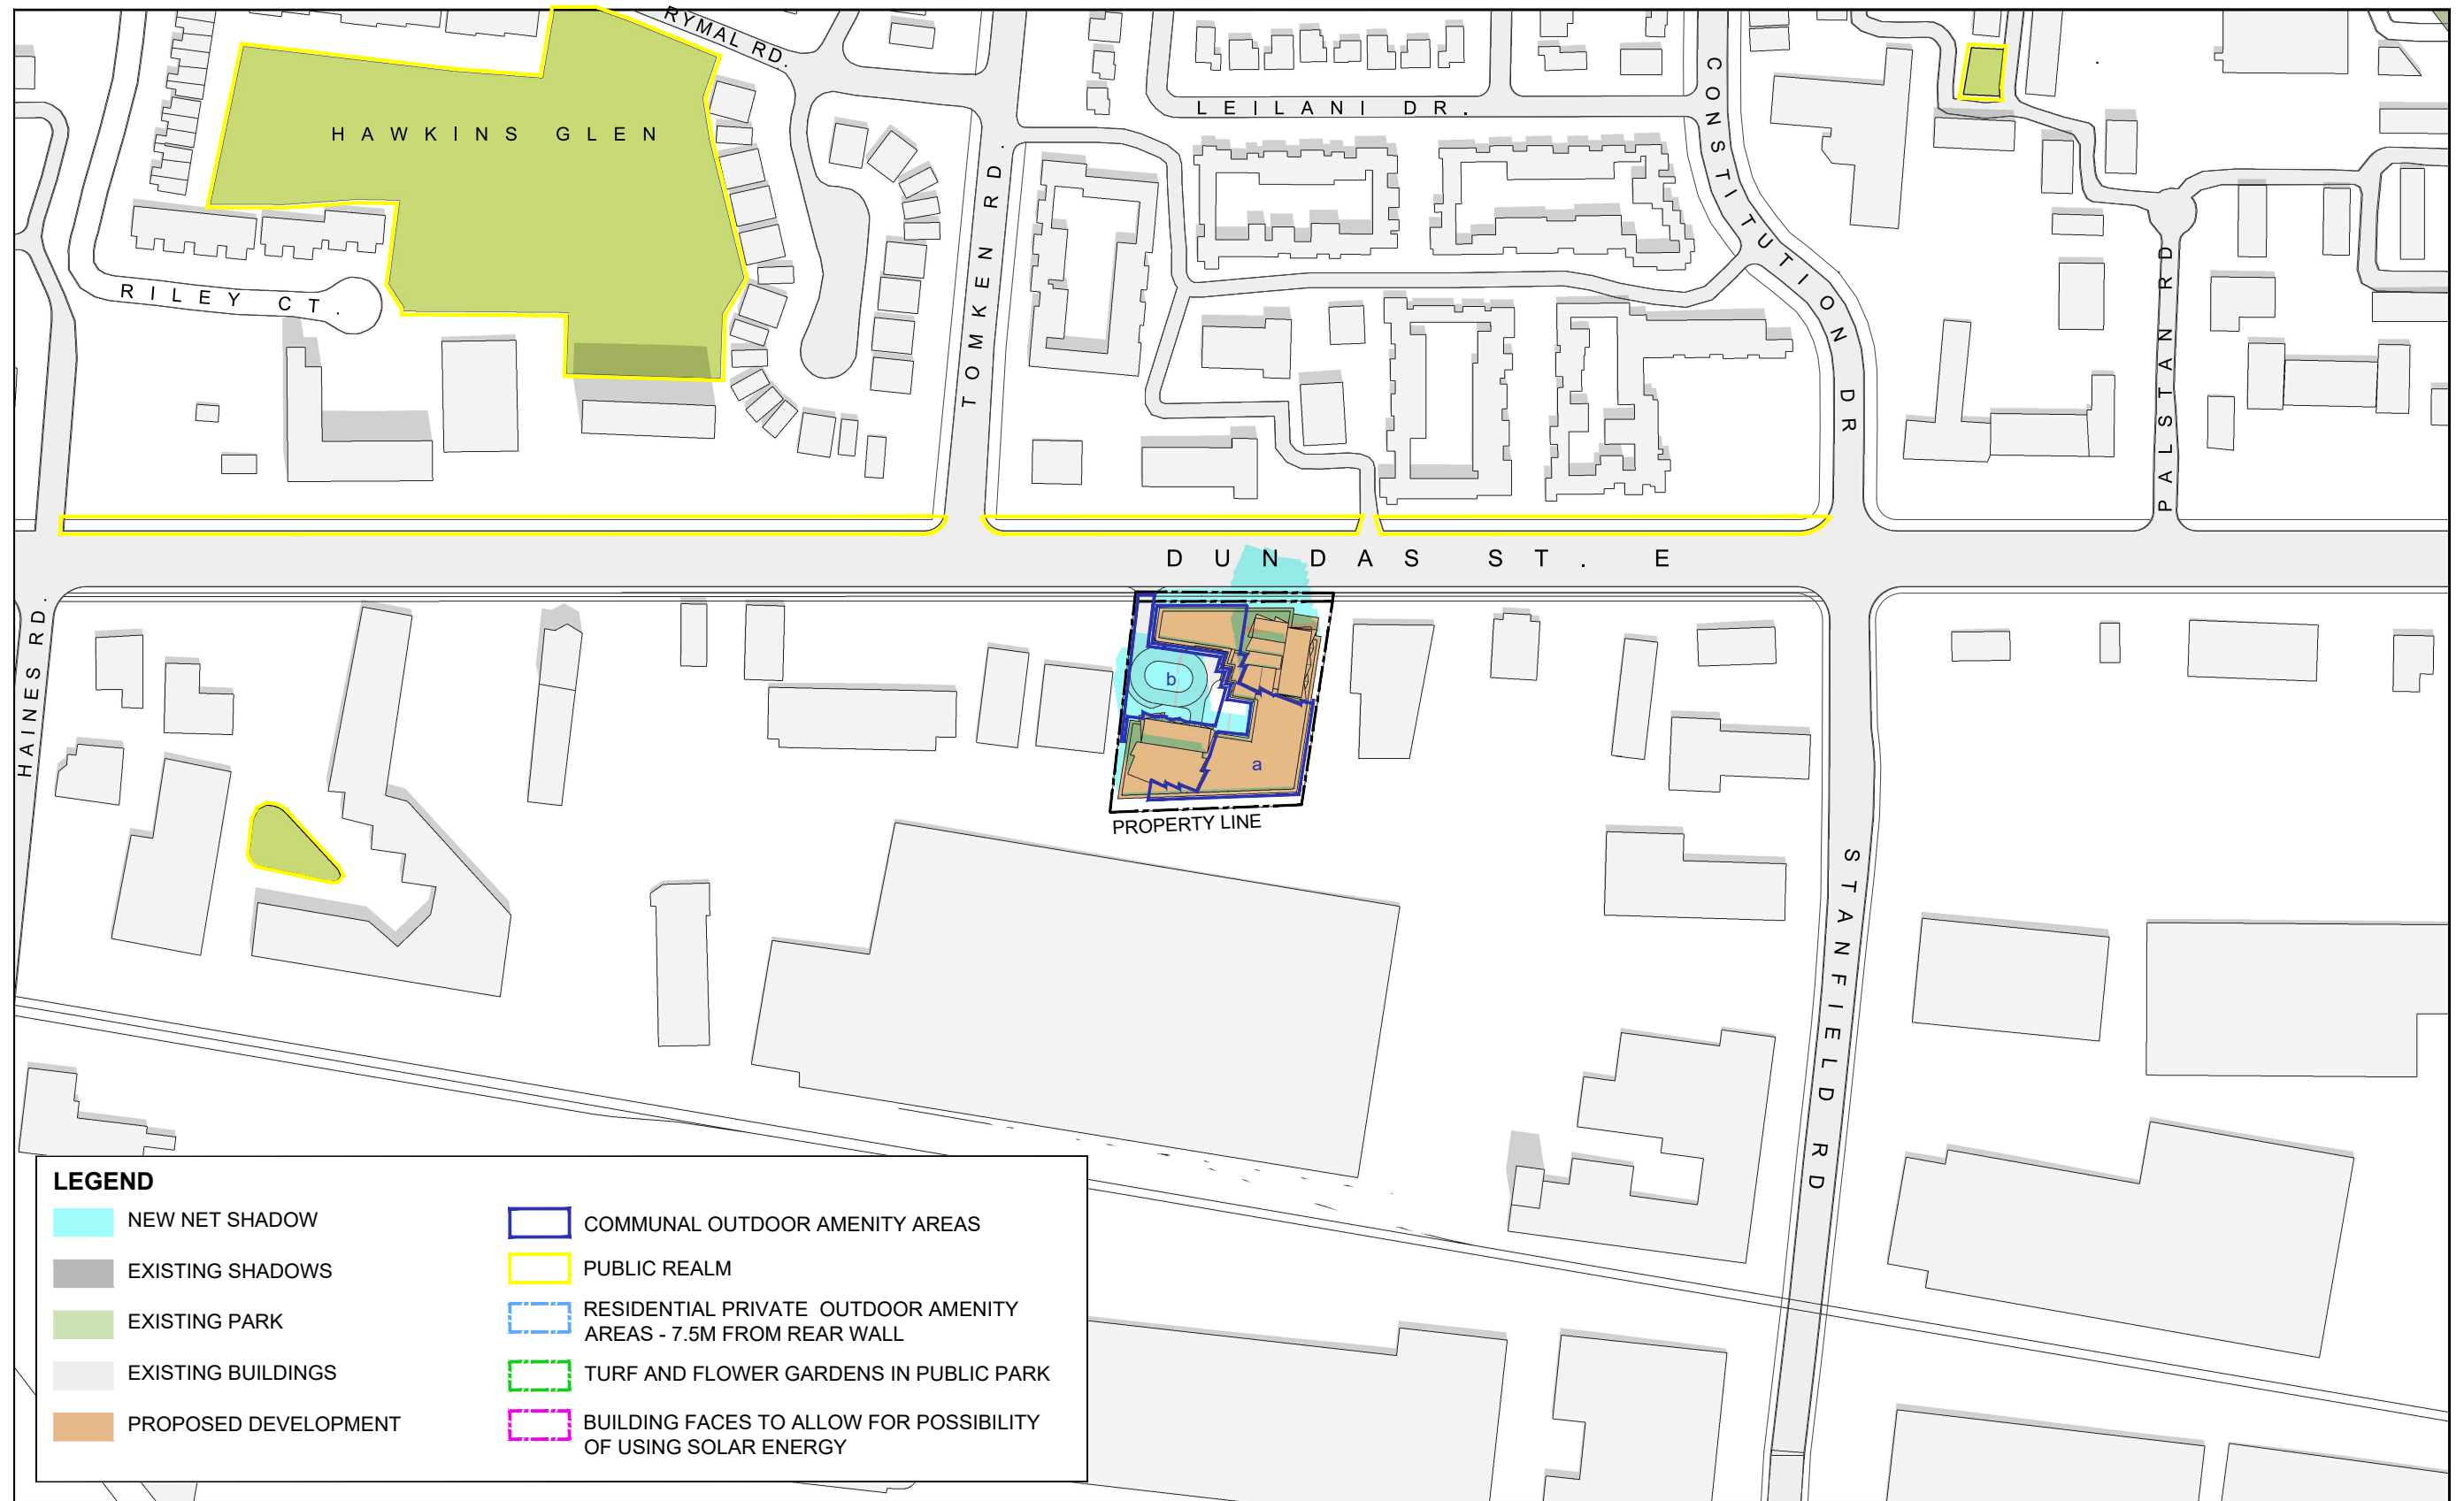 RYMAL RD.
HAWKINS GLEN
LEILANI DR.
CONSTITUTION DR
TOMKEN RD.
RILEY CT.
PALSTAN RD
DUNDAS ST. E
HAINES RD.
b
a
PROPERTY LINE
STANFIELD RD
LEGEND
NEW NET SHADOW
EXISTING SHADOWS
EXISTING PARK
EXISTING BUILDINGS
PROPOSED DEVELOPMENT
COMMUNAL OUTDOOR AMENITY AREAS
PUBLIC REALM
RESIDENTIAL PRIVATE OUTDOOR AMENITY
AREAS - 7.5M FROM REAR WALL
TURF AND FLOWER GARDENS IN PUBLIC PARK
BUILDING FACES TO ALLOW FOR POSSIBILITY
OF USING SOLAR ENERGY